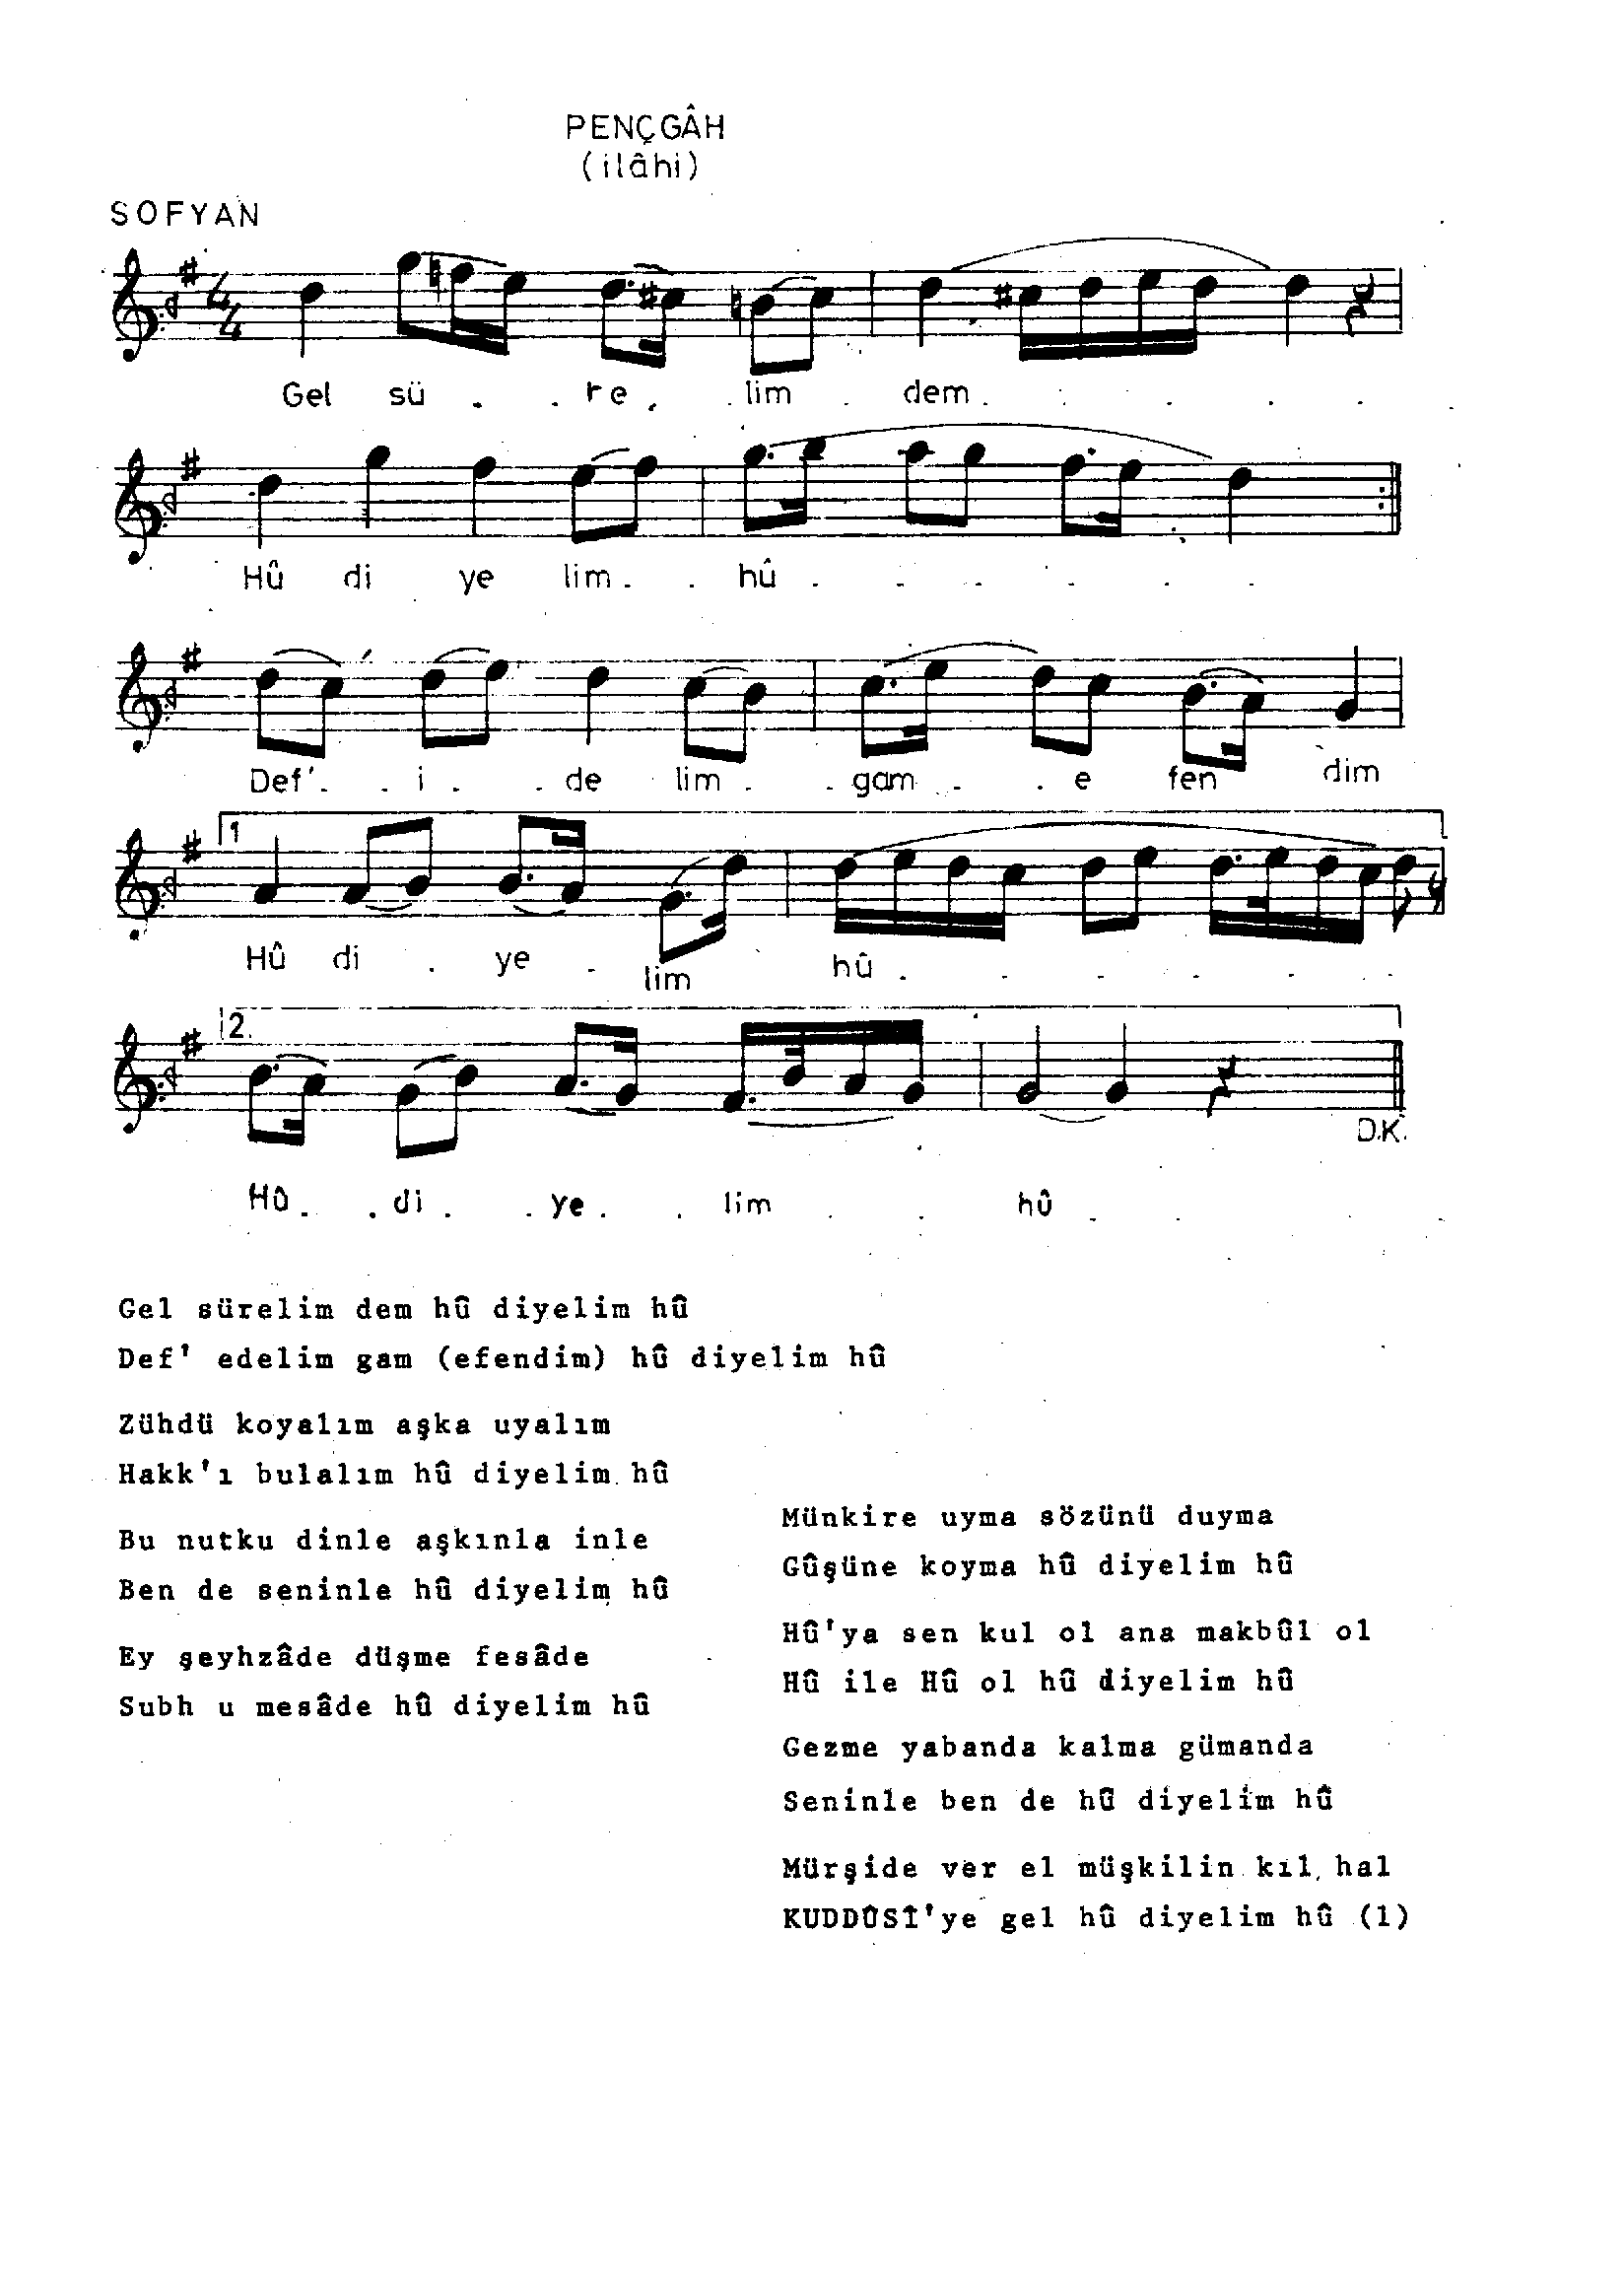 PENÇGÂH
(ilâhi)
SOFYAN
4/4
Gel sü . . re . . lim . dem . . . . .
Hû di ye lim . . hû . . . . . .
Def' . . i . . de lim . . gam . . e fen dim
1
Hû di . ye . lim hû . . . . . .
2.
D.K.
Hû . . di . . ye . . lim . . hû . . . .
Gel sürelim dem hû diyelim hû
Def' edelim gam (efendim) hû diyelim hû
Zühdü koyalım aşka uyalım
Hakk'ı bulalım hû diyelim hû
Bu nutku dinle aşkınla inle
Ben de seninle hû diyelim hû
Ey şeyhzâde düşme fesâde
Subh u mesâde hû diyelim hû
Münkire uyma sözünü duyma
Gûşüne koyma hû diyelim hû
Hû'ya sen kul ol ana makbûl ol
Hû ile Hû ol hû diyelim hû
Gezme yabanda kalma gümanda
Seninle ben de hû diyelim hû
Mürşide ver el müşkilin kıl hal
KUDDÛSÎ'ye gel hû diyelim hû (1)